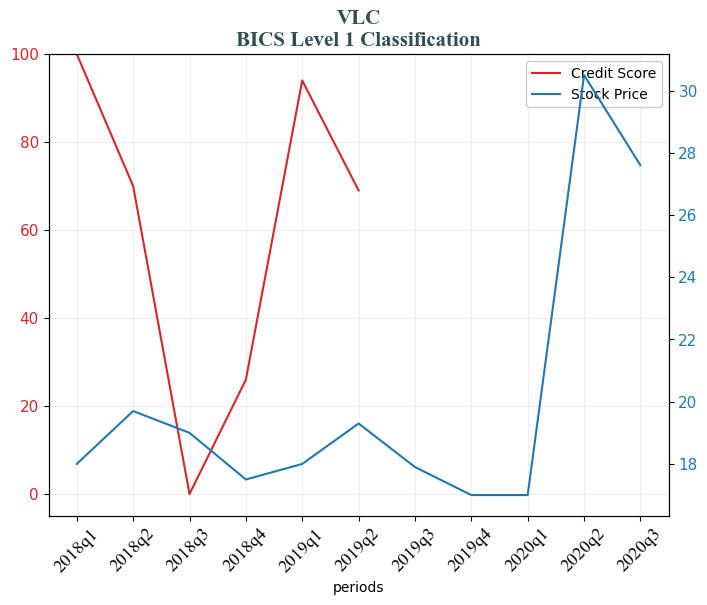 VLC
BICS Level 1 Classification
100
80
60
40
20
0
Credit Score
Stock Price
30
28
26
24
22
20
18
2018q1
2018q2
2018q3
2018q4
2019q1
2019q2
2019q3
2019q4
2020q1
2020q2
2020q3
periods